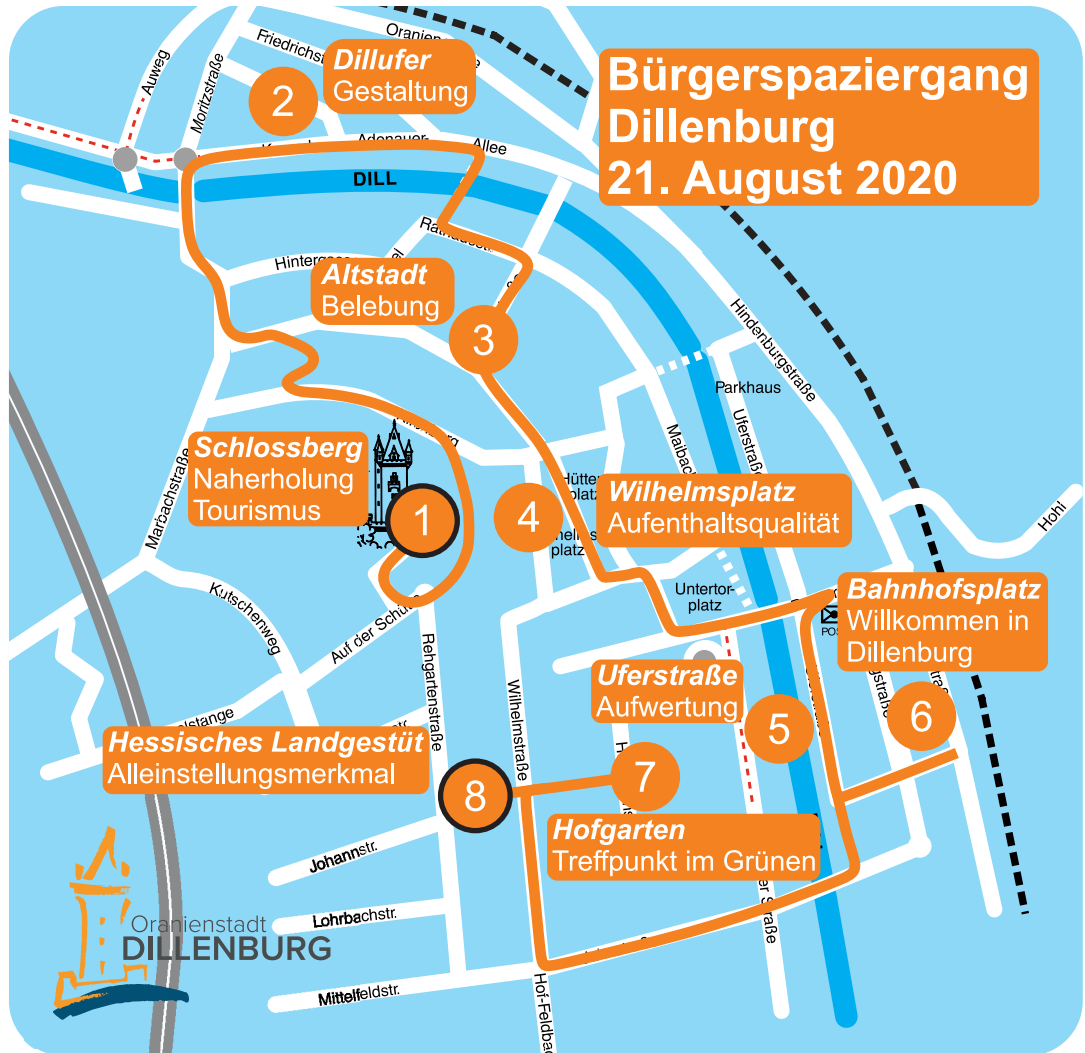 Bürgerspaziergang
Dillenburg
21. August 2020
Auweg
Moritzstraße
Dillufer
Gestaltung
2
Adenauer-
Allee
DILL
Altstadt
Belebung
3
Hindenburgstraße
Parkhaus
Uferstraße
Marbachstraße
Schlossberg
Naherholung
Tourismus
1
4
Wilhelmsplatz
Aufenthaltsqualität
Hohl
Kutschenweg
Untertor-
platz
Bahnhofsplatz
Willkommen in
Dillenburg
Auf der
Rehgartenstraße
Wilhelmstraße
Uferstraße
Aufwertung
5
6
Hessisches Landgestüt
Alleinstellungsmerkmal
8
7
Hofgarten
Treffpunkt im Grünen
Johannstr.
Lohrbachstr.
Mittelfeldstr.
Oranienstadt
DILLENBURG